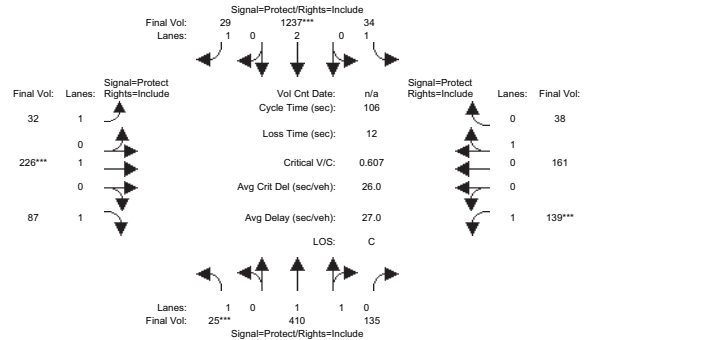 Signal=Protect/Rights=Include
Final Vol: 29 1237*** 34
Lanes: 1 0 2 0 1
Signal=Protect Signal=Protect
Final Vol: Lanes: Rights=Include Vol Cnt Date: n/a Rights=Include Lanes: Final Vol:
Cycle Time (sec): 106
32 1 0 38
Loss Time (sec): 12
0 1
226*** 1 Critical V/C: 0.607 0 161
0 Avg Crit Del (sec/veh): 26.0 0
87 1 Avg Delay (sec/veh): 27.0 1 139***
LOS: C
Lanes: 1 0 1 1 0
Final Vol: 25*** 410 135
Signal=Protect/Rights=Include